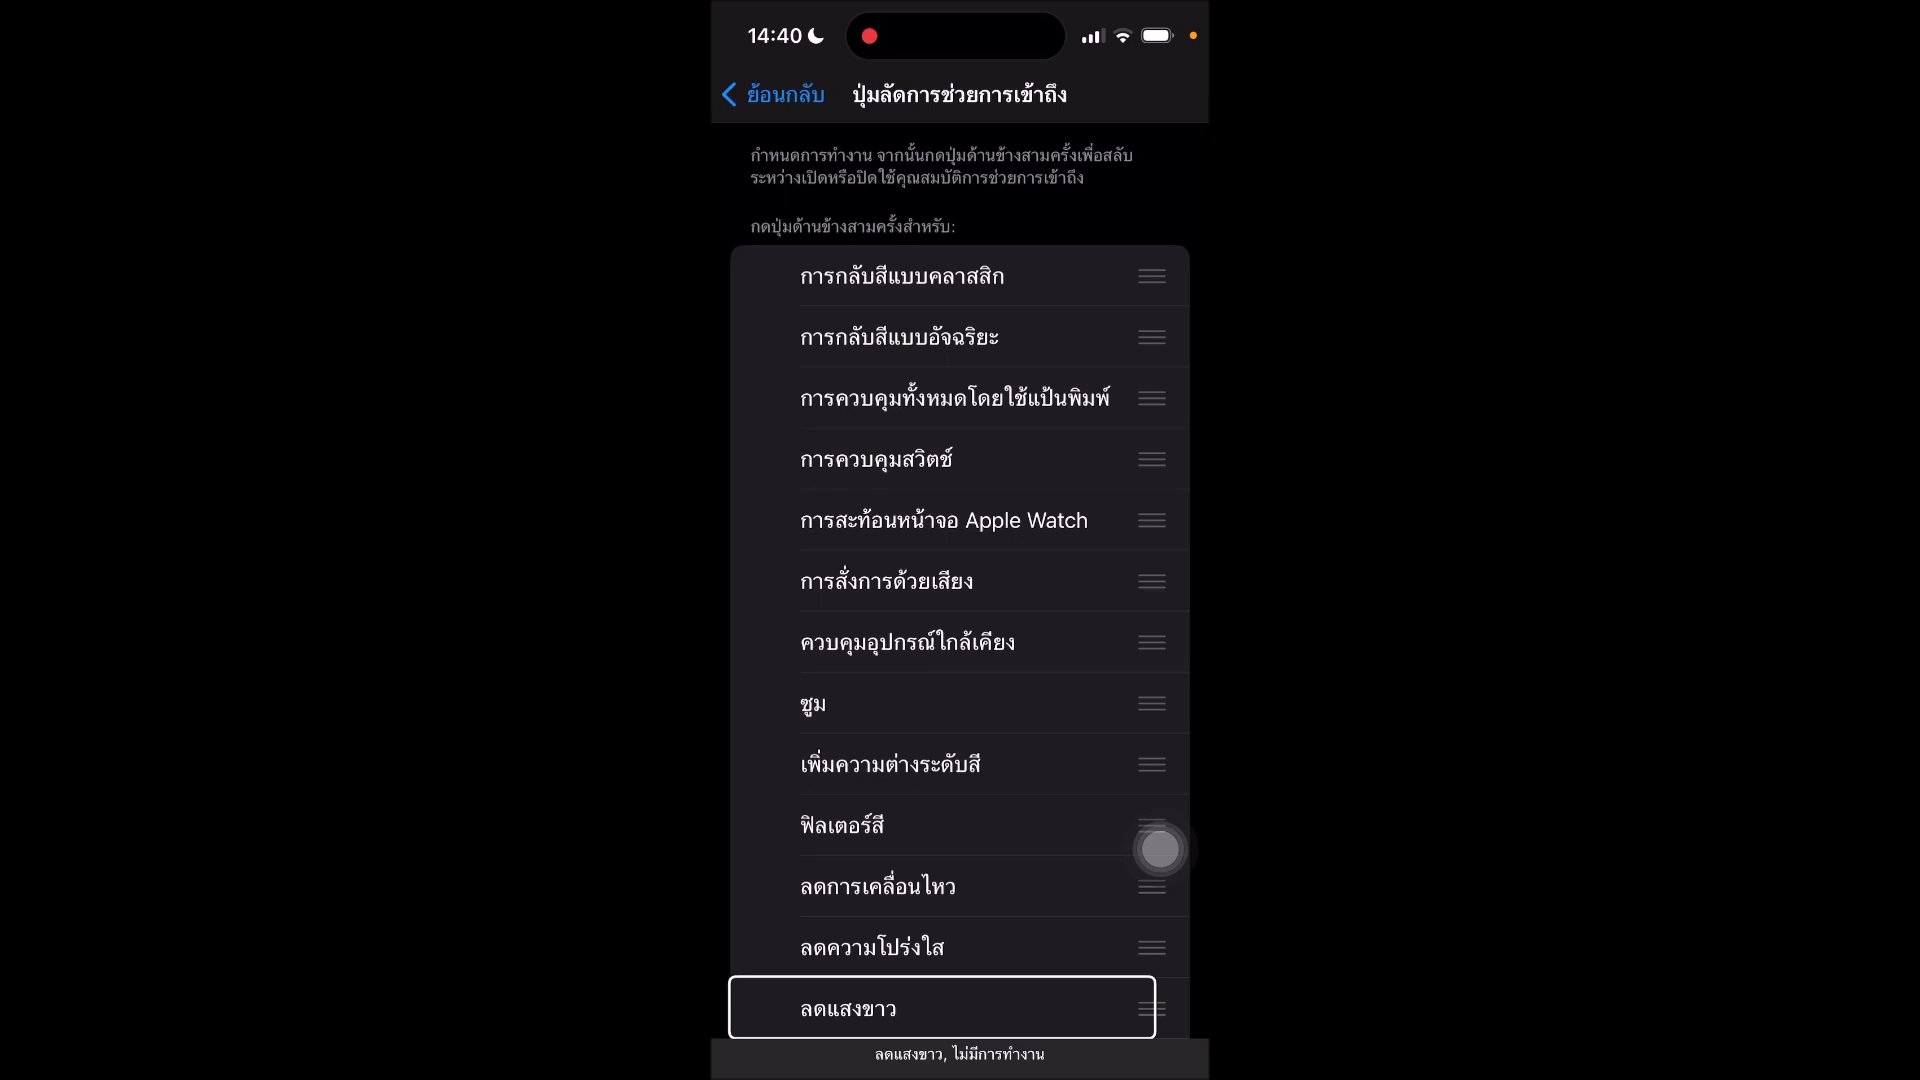 14:40
ย้อนกลับ
ปุ่มลัดการช่วยการเข้าถึง
กำหนดการทำงาน จากนั้นกดปุ่มด้านข้างสามครั้งเพื่อสลับ
ระหว่างเปิดหรือปิดใช้คุณสมบัติการช่วยการเข้าถึง
กดปุ่มด้านข้างสามครั้งสำหรับ:
การกลับสีแบบคลาสสิก
การกลับสีแบบอัจฉริยะ
การควบคุมทั้งหมดโดยใช้แป้นพิมพ์
การควบคุมสวิตช์
การสะท้อนหน้าจอ Apple Watch
การสั่งการด้วยเสียง
ควบคุมอุปกรณ์ใกล้เคียง
ซูม
เพิ่มความต่างระดับสี
ฟิลเตอร์สี
ลดการเคลื่อนไหว
ลดความโปร่งใส
ลดแสงขาว
ลดแสงขาว, ไม่มีการทำงาน